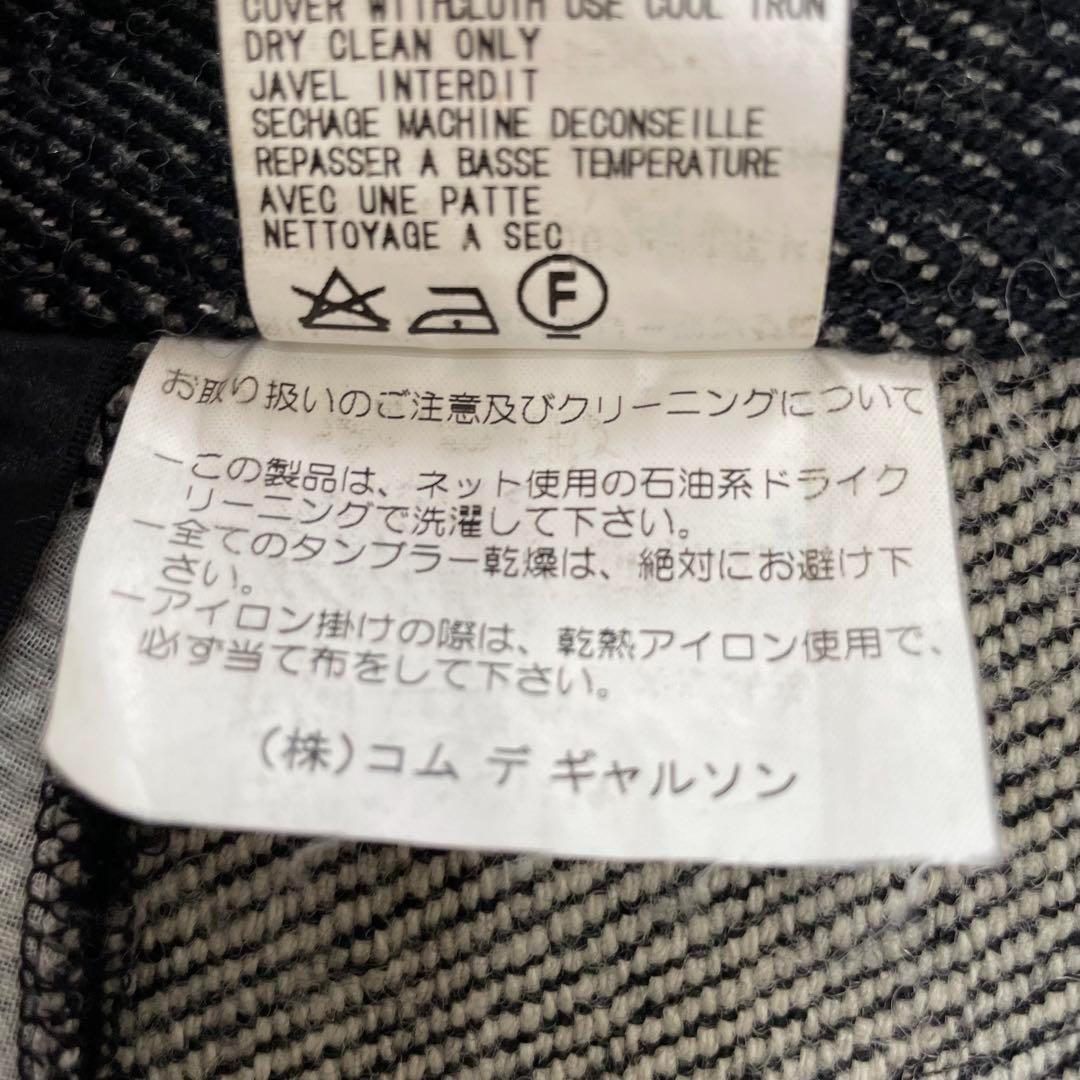 COVER WITHCLOTH USE COOL IRON
DRY CLEAN ONLY
JAVEL INTERDIT
SECHAGE MACHINE DECONSEILLE
REPASSER A BASSE TEMPERATURE
AVEC UNE PATTE
NETTOYAGE A SEC
F
お取り扱いのご注意及びクリーニングについて
ーこの製品は、ネット使用の石油系ドライク
リーニングで洗濯して下さい。
ー全てのタンブラー乾燥は、絶対にお避け下
さい。
ーアイロン掛けの際は、乾熱アイロン使用で、
必ず当て布をして下さい。
(株)コム デ ギャルソン